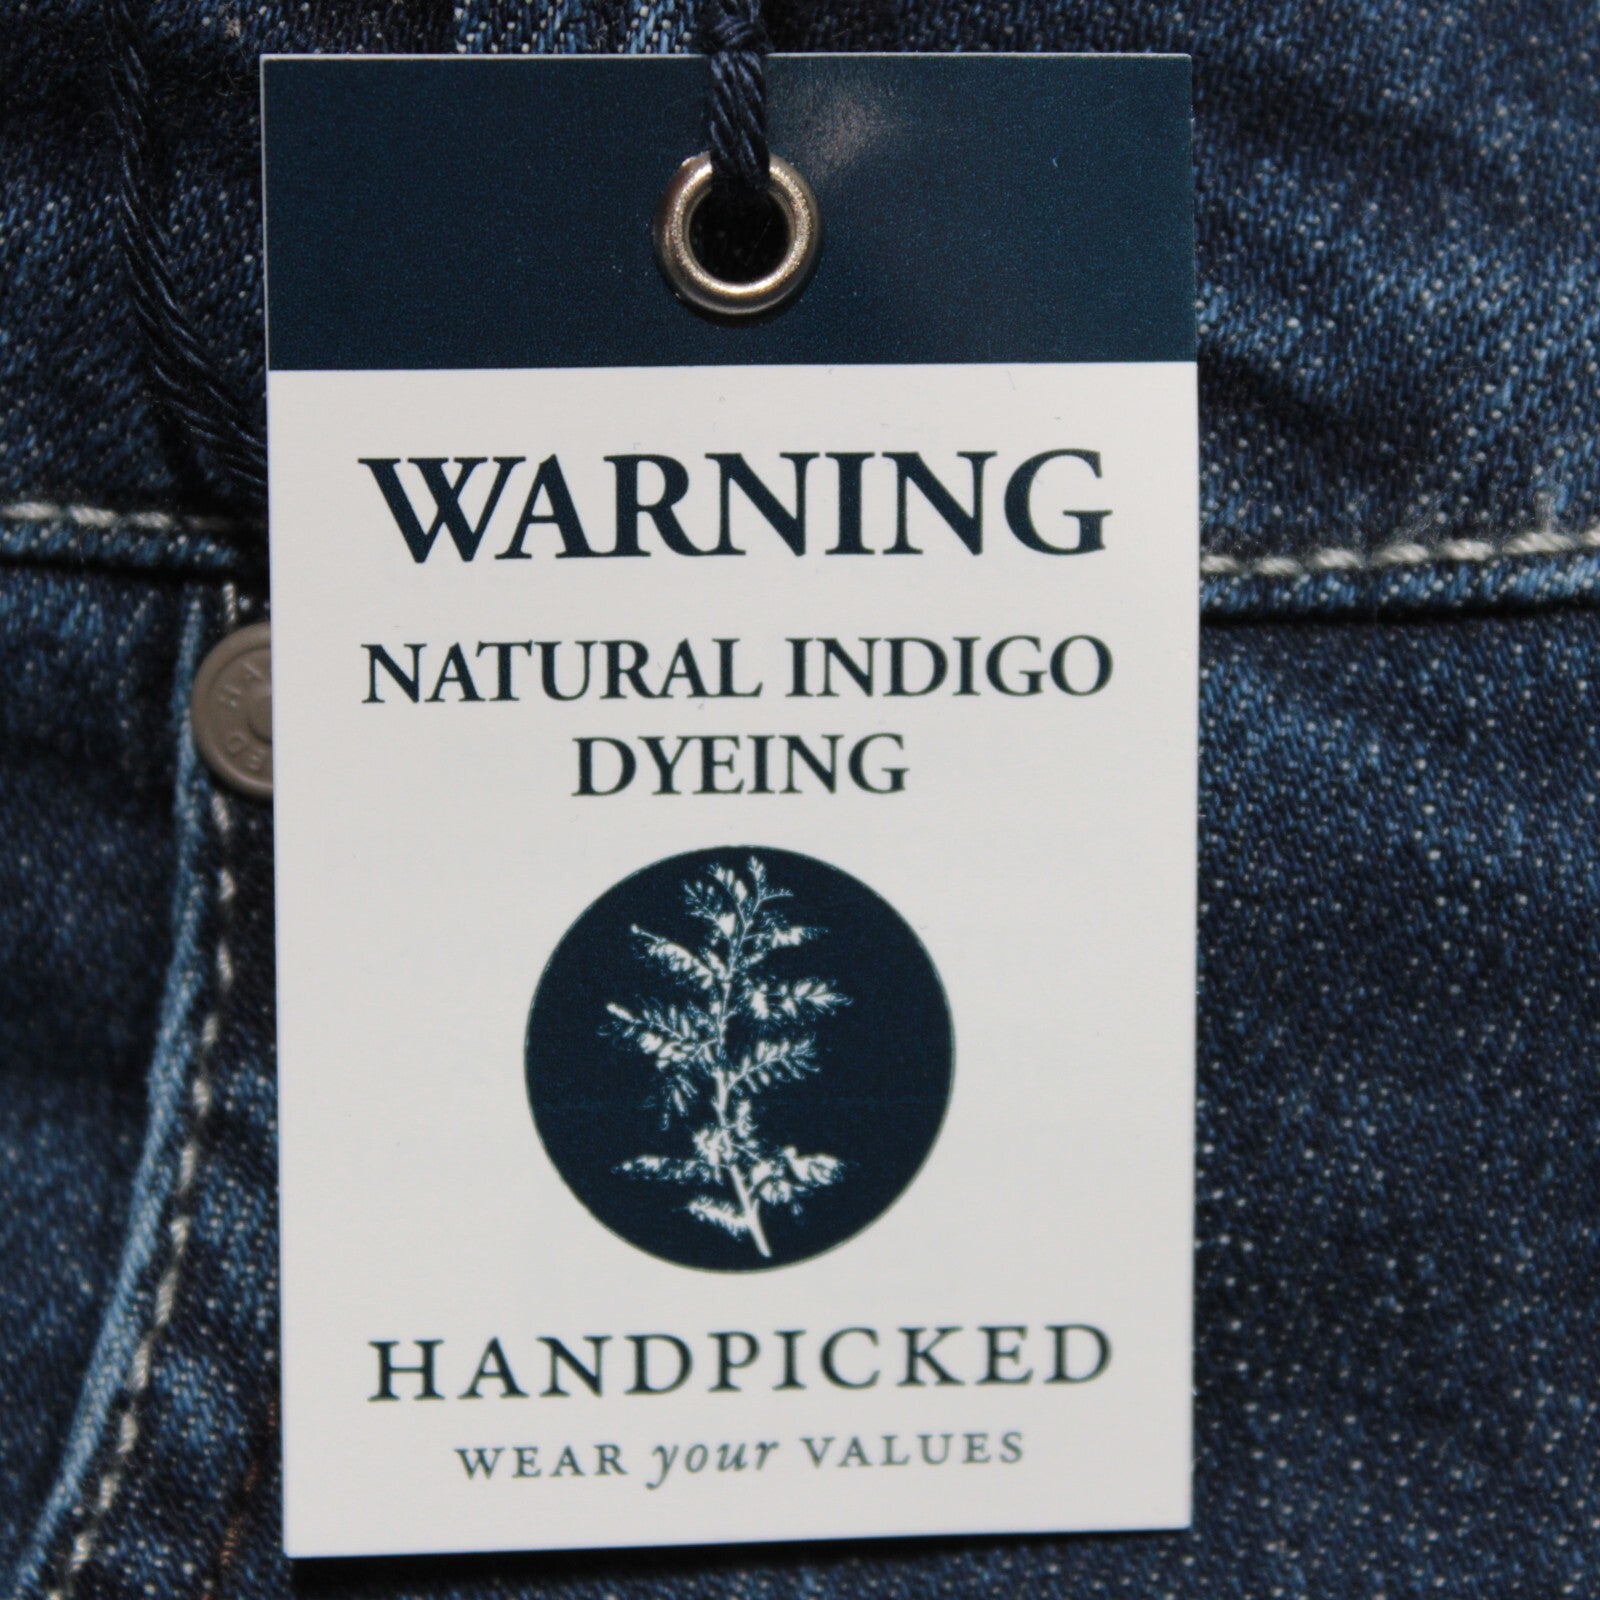 WARNING
NATURAL INDIGO
DYEING
HANDPICKED
WEAR your VALUES